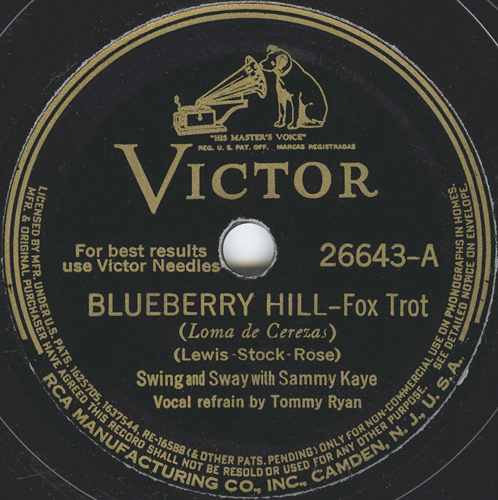 "HIS MASTER'S VOICE"
REG. U. S. PAT. OFF. MARCAS REGISTRADAS
VICTOR
For best results
use Victor Needles
26643-A
BLUEBERRY HILL-Fox Trot
(Loma de Cerezas)
(Lewis-Stock-Rose)
Swing and Sway with Sammy Kaye
Vocal refrain by Tommy Ryan
LICENSED BY MFR. UNDER U.S. PATS. 1625705, 1637544, RE-16588 (& OTHER PATS. PENDING) ONLY FOR NON-COMMERCIAL USE ON PHONOGRAPHS IN HOMES.
MFR. & ORIGINAL PURCHASER HAVE AGREED THIS RECORD SHALL NOT BE RESOLD OR USED FOR ANY OTHER PURPOSE. SEE DETAILED NOTICE ON ENVELOPE.
RCA MANUFACTURING CO., INC., CAMDEN, N. J., U. S. A.